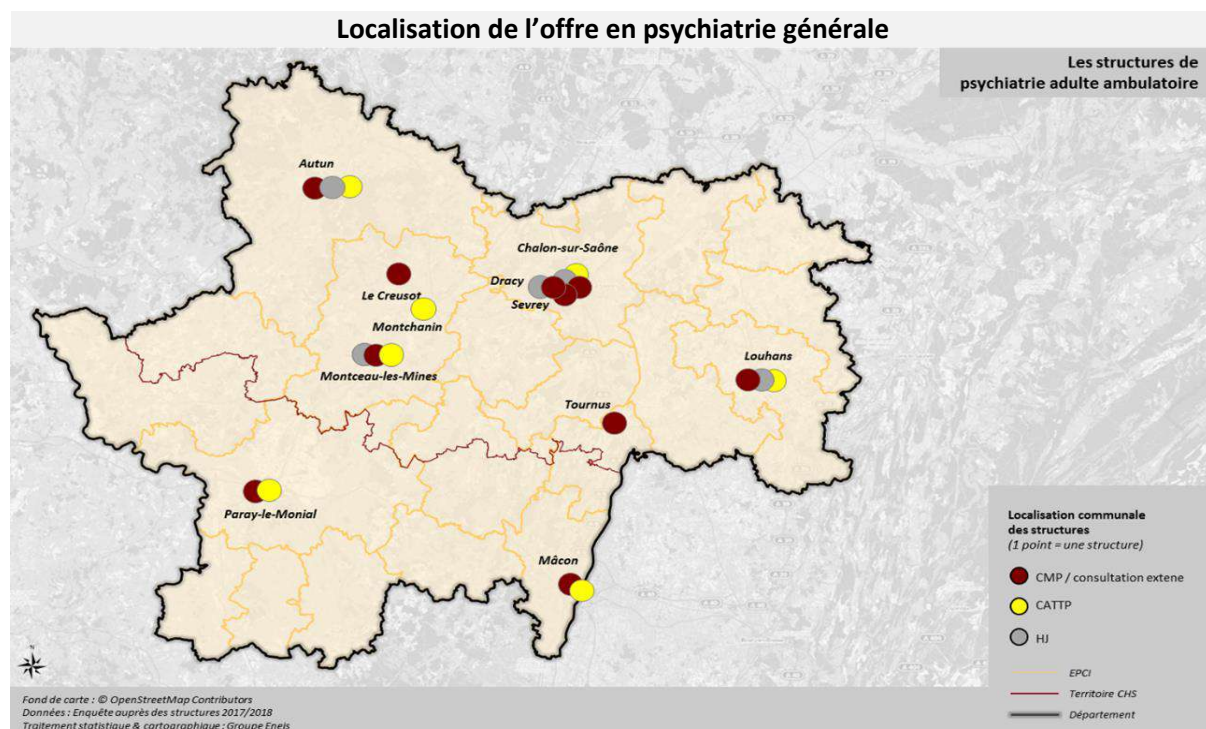 Localisation de l’offre en psychiatrie générale
Les structures de
psychiatrie adulte ambulatoire
Autun
Chalon-sur-Saône
Dracy
Sevrey
Le Creusot
Montchanin
Montceau-les-Mines
Louhans
Tournus
Paray-le-Monial
Mâcon
Localisation communale
des structures
(1 point = une structure)
CMP / consultation extene
CATTP
HJ
EPCI
Territoire CHS
Département
N
Fond de carte : © OpenStreetMap Contributors
Données : Enquête auprès des structures 2017/2018
Traitement statistique & cartographique : Groupe Eneis